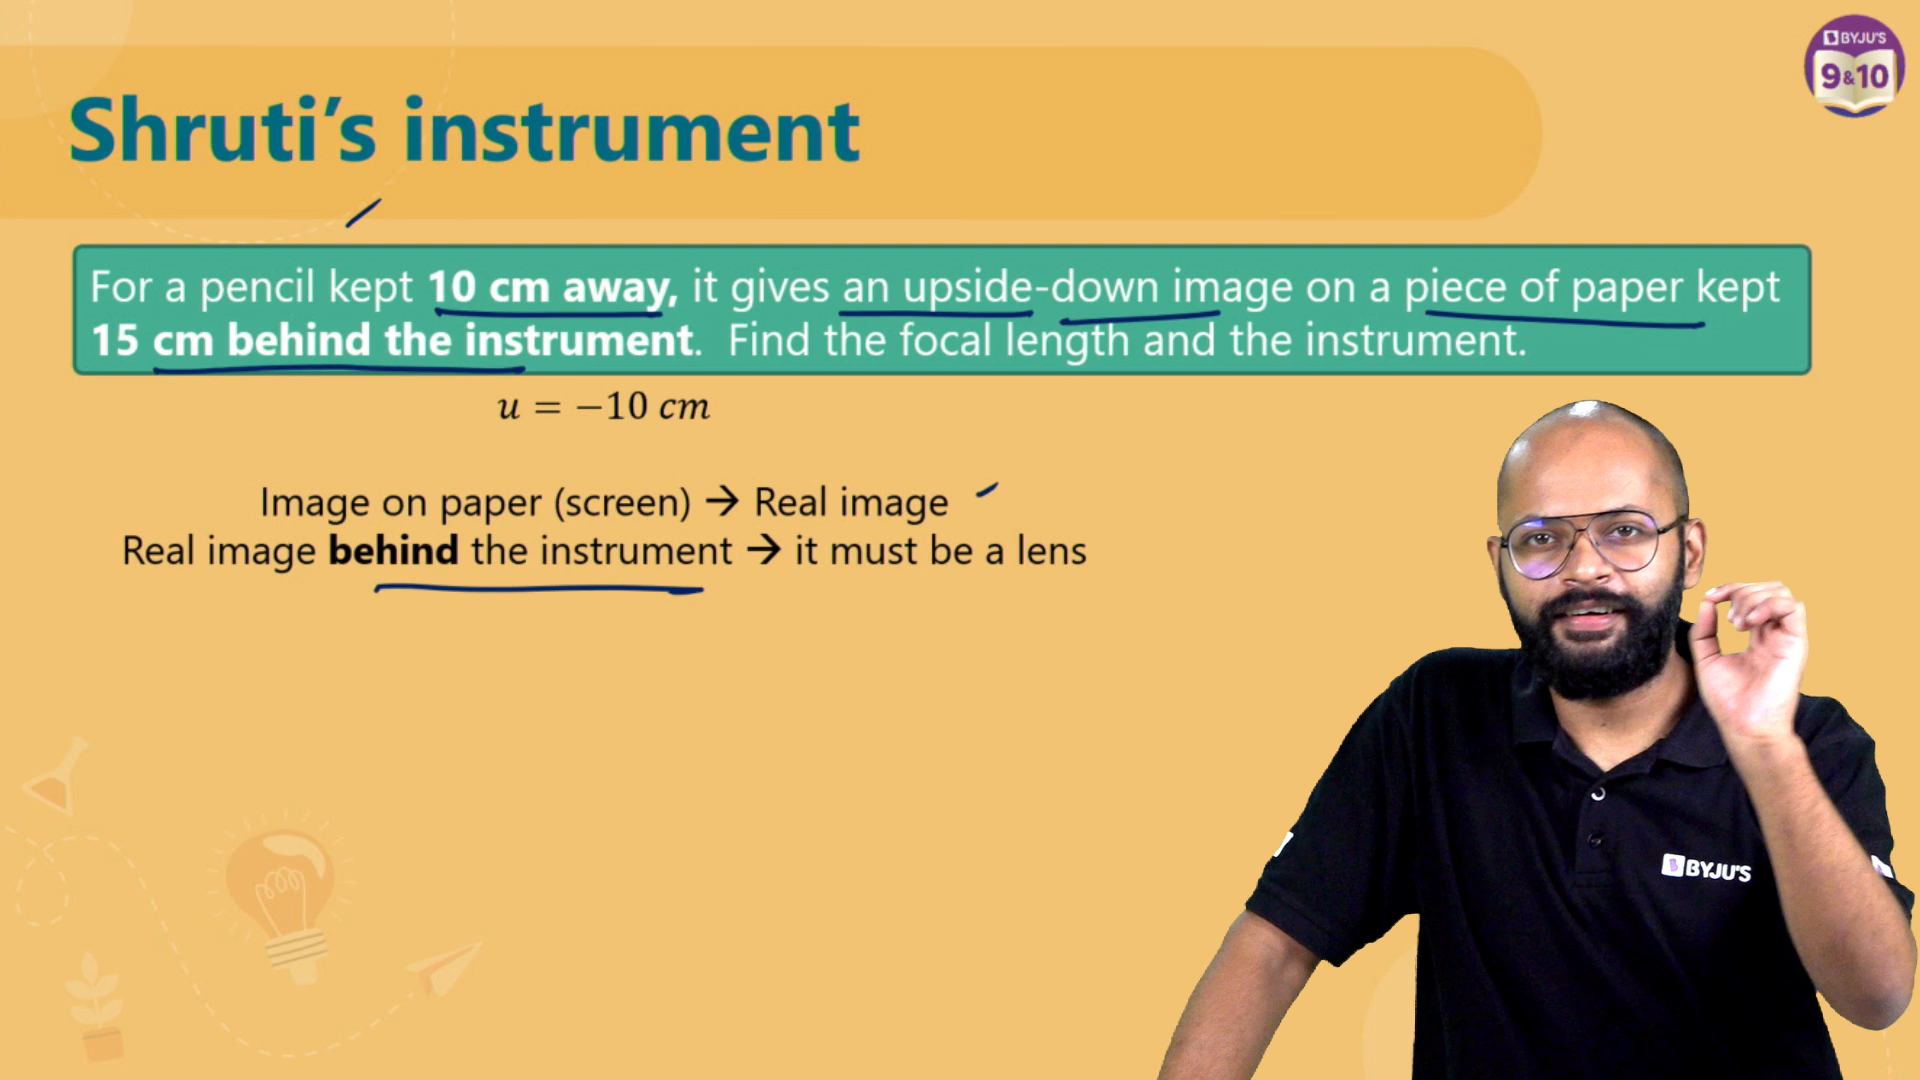 BYJU'S
9&10
Shruti’s instrument
For a pencil kept 10 cm away, it gives an upside-down image on a piece of paper kept
15 cm behind the instrument. Find the focal length and the instrument.
u = −10 cm
Image on paper (screen) → Real image
Real image behind the instrument → it must be a lens
BYJU'S